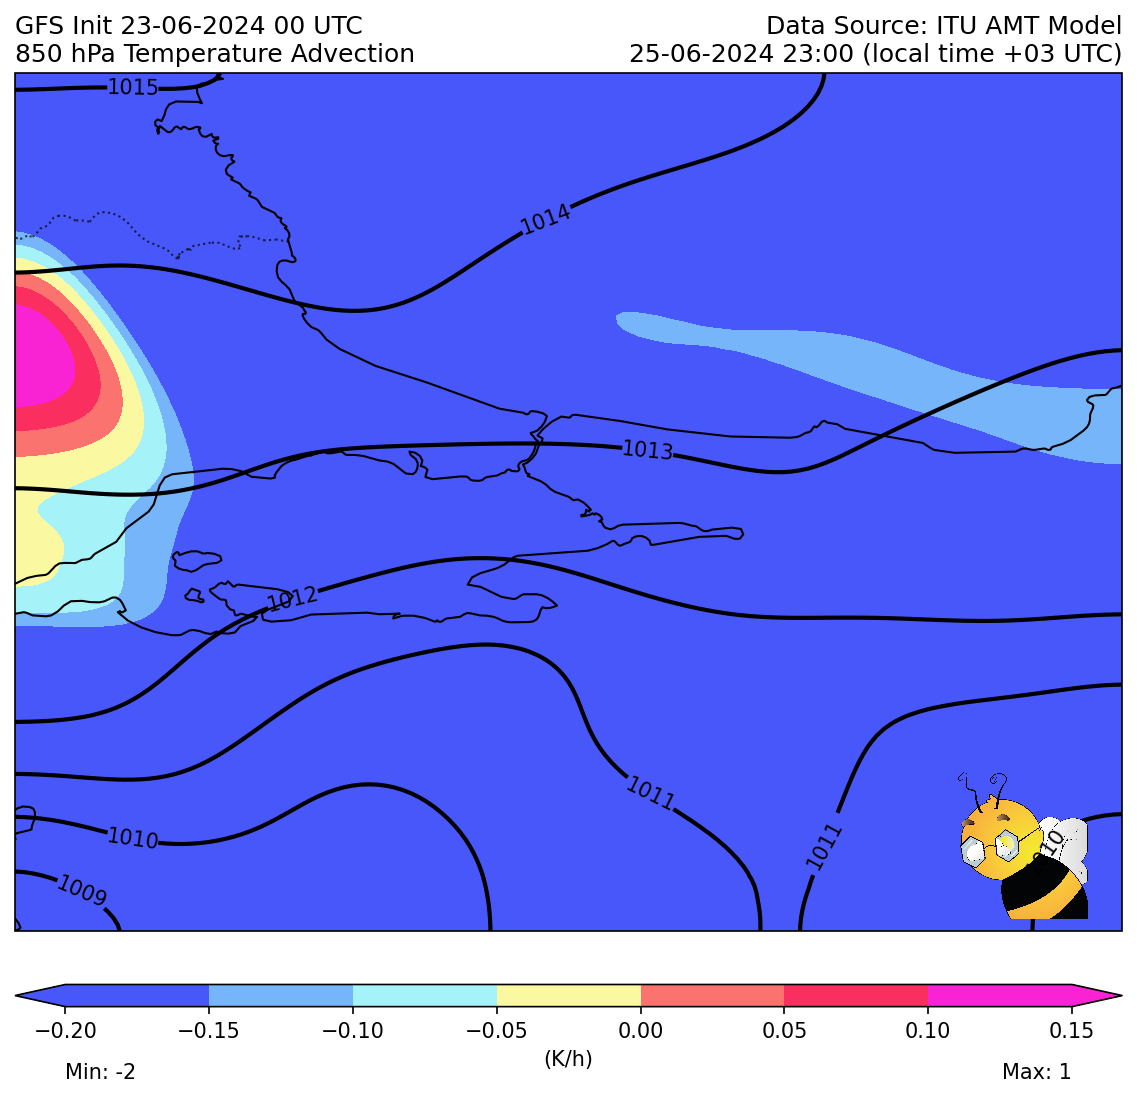 GFS Init 23-06-2024 00 UTC
850 hPa Temperature Advection
Data Source: ITU AMT Model
25-06-2024 23:00 (local time +03 UTC)
1015
1014
1013
1012
1011
1011
1010
1010
1009
−0.20 −0.15 −0.10 −0.05 0.00 0.05 0.10 0.15
(K/h)
Min: -2
Max: 1